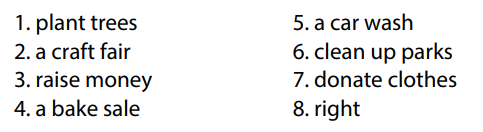 1. plant trees
2. a craft fair
3. raise money
4. a bake sale
5. a car wash
6. clean up parks
7. donate clothes
8. right